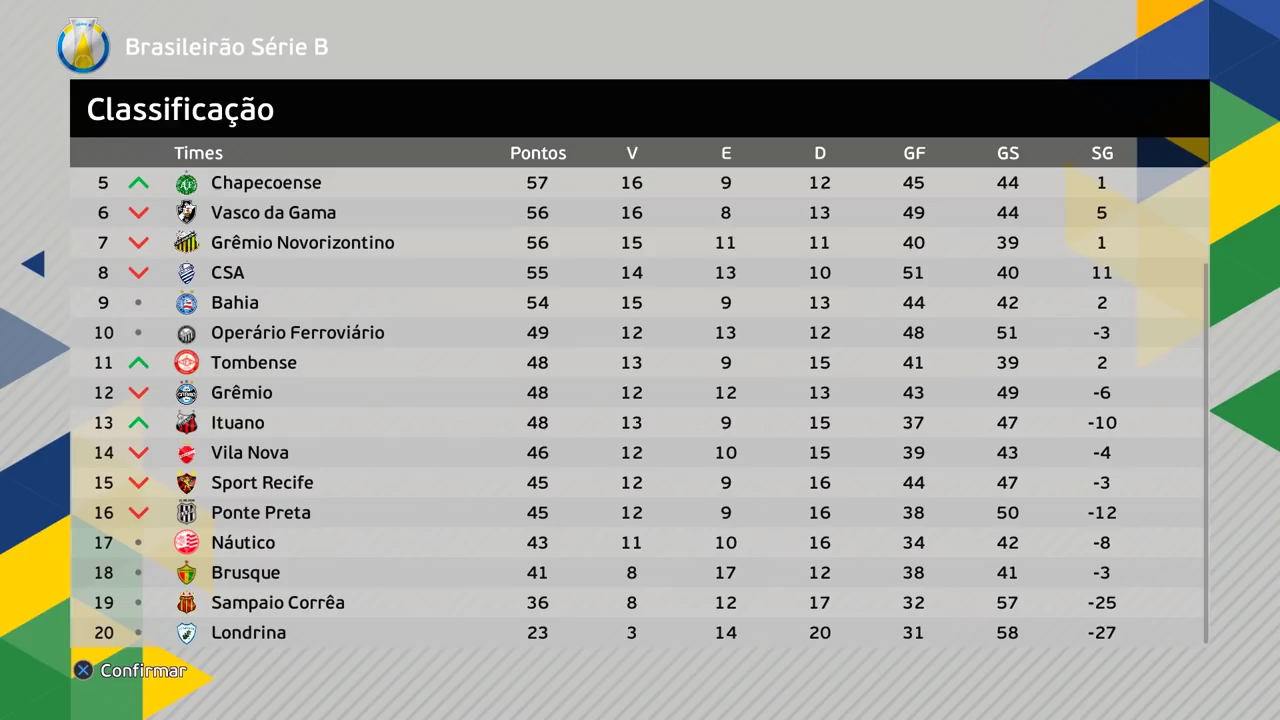 Brasileirão Série B
Classificação
Times Pontos V E D GF GS SG
5 Chapecoense 57 16 9 12 45 44 1
6 Vasco da Gama 56 16 8 13 49 44 5
7 Grêmio Novorizontino 56 15 11 11 40 39 1
8 CSA 55 14 13 10 51 40 11
9 Bahia 54 15 9 13 44 42 2
10 Operário Ferroviário 49 12 13 12 48 51 -3
11 Tombense 48 13 9 15 41 39 2
12 Grêmio 48 12 12 13 43 49 -6
13 Ituano 48 13 9 15 37 47 -10
14 Vila Nova 46 12 10 15 39 43 -4
15 Sport Recife 45 12 9 16 44 47 -3
16 Ponte Preta 45 12 9 16 38 50 -12
17 Náutico 43 11 10 16 34 42 -8
18 Brusque 41 8 17 12 38 41 -3
19 Sampaio Corrêa 36 8 12 17 32 57 -25
20 Londrina 23 3 14 20 31 58 -27
Confirmar